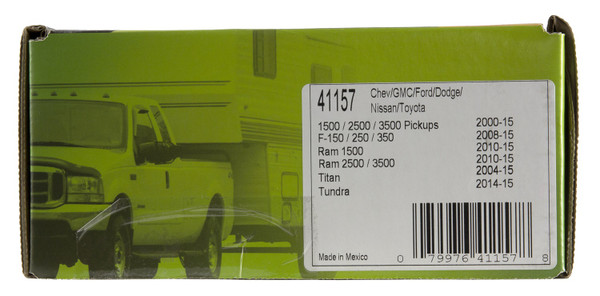 41157 Chev/GMC/Ford/Dodge/
Nissan/Toyota
1500 / 2500 / 3500 Pickups 2000-15
F-150 / 250 / 350 2008-15
Ram 1500 2010-15
Ram 2500 / 3500 2010-15
Titan 2004-15
Tundra 2014-15
Made in Mexico
0 79976 41157 8